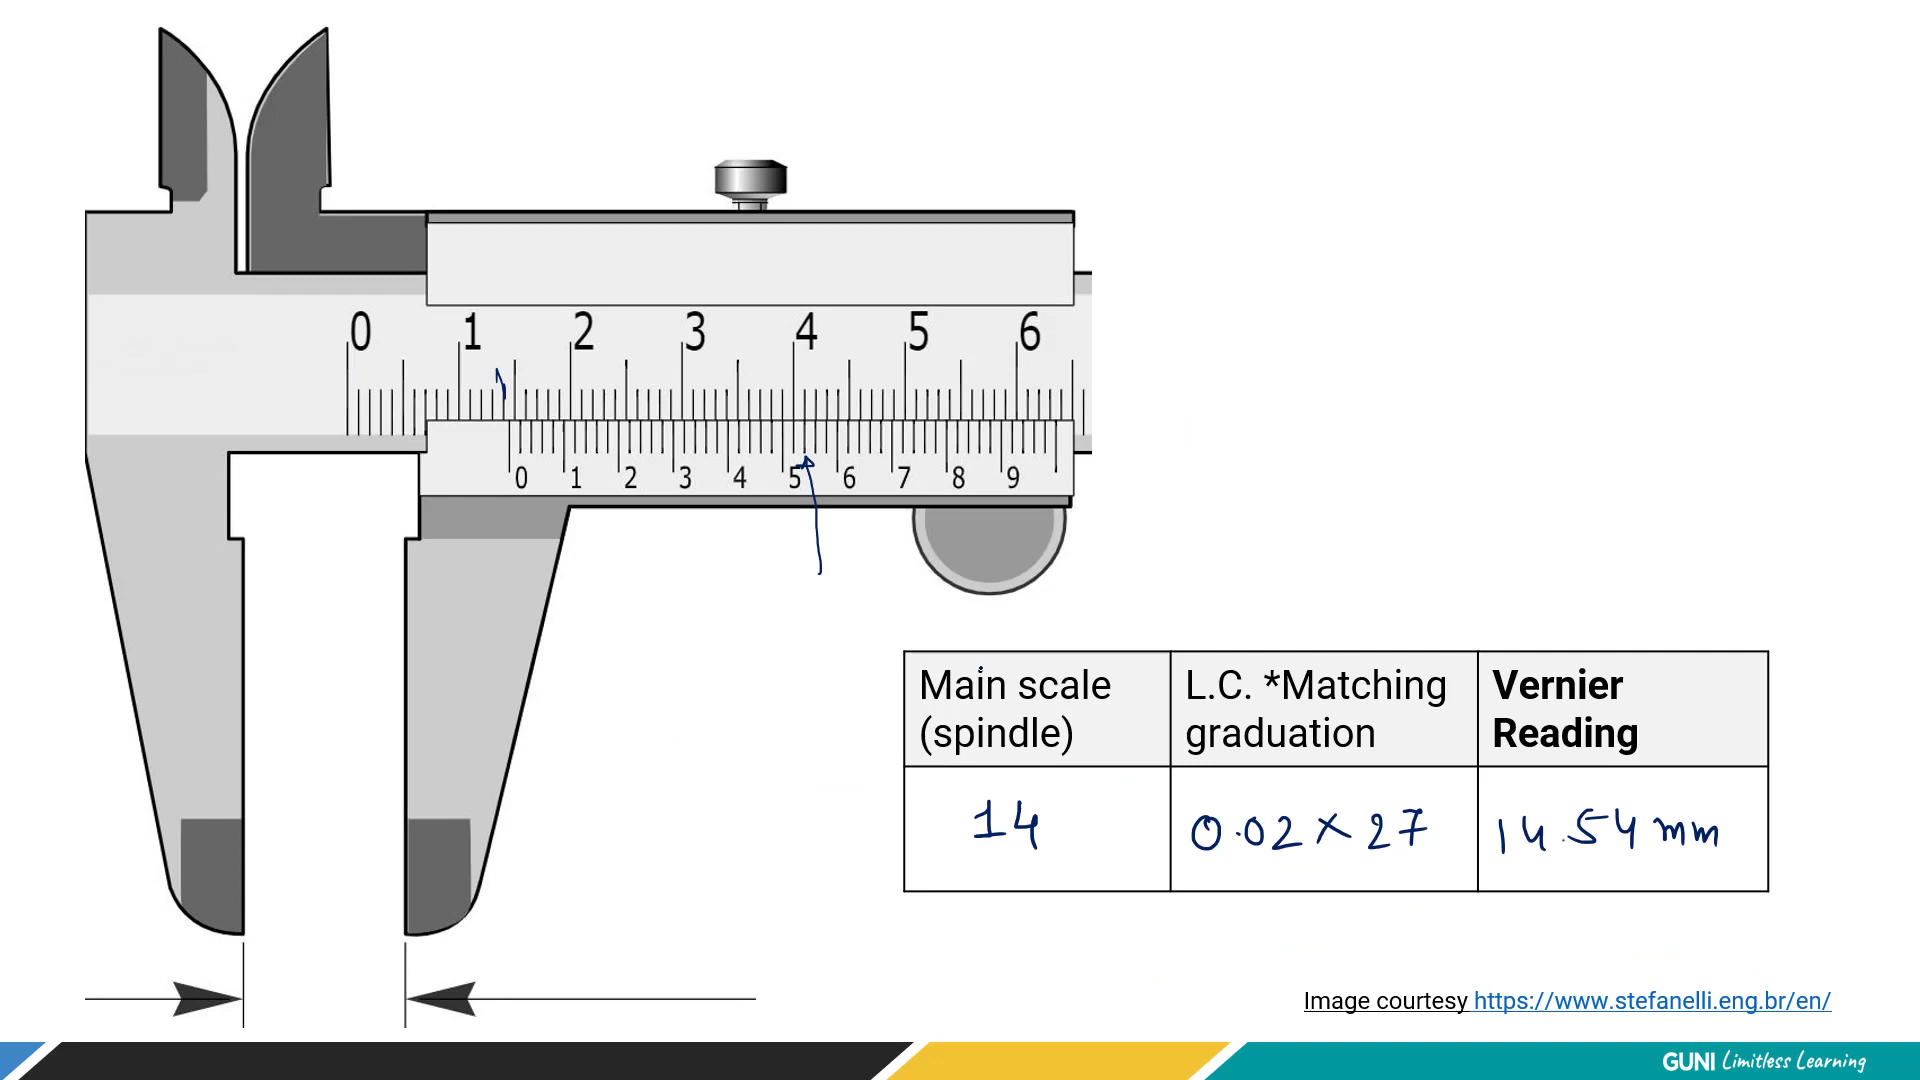 0 1 2 3 4 5 6
0 1 2 3 4 5 6 7 8 9
Main scale (spindle)
L.C. *Matching graduation
Vernier Reading
14
0.02 × 27
14.54 mm
Image courtesy https://www.stefanelli.eng.br/en/
GUNI Limitless Learning